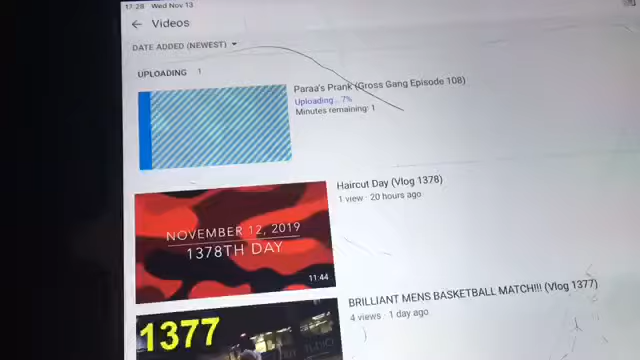 17:28 Wed Nov 13
Videos
DATE ADDED (NEWEST)
UPLOADING 1
Paraa's Prank (Gross Gang Episode 108)
Uploading... 7%
Minutes remaining: 1
Haircut Day (Vlog 1378)
1 view · 20 hours ago
NOVEMBER 12, 2019
1378TH DAY
11:44
BRILLIANT MENS BASKETBALL MATCH!!! (Vlog 1377)
4 views · 1 day ago
1377